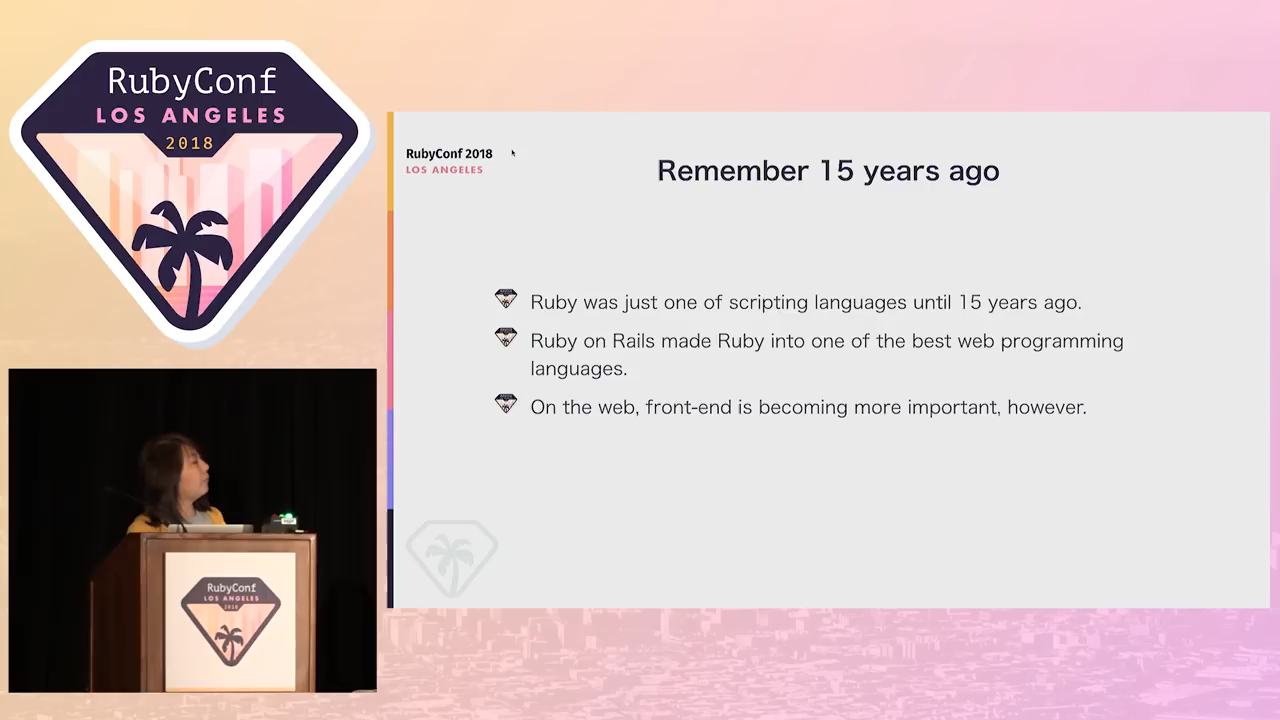 RubyConf
LOS ANGELES
2018
RubyConf 2018
LOS ANGELES
Remember 15 years ago
Ruby was just one of scripting languages until 15 years ago.
Ruby on Rails made Ruby into one of the best web programming
languages.
On the web, front-end is becoming more important, however.
RubyConf
LOS ANGELES
2018